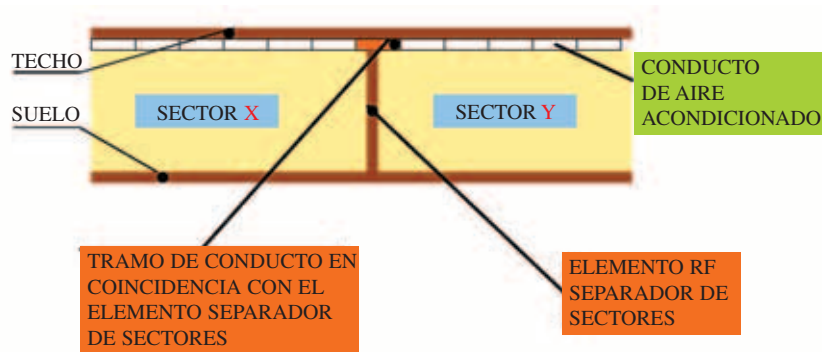 TECHO
CONDUCTO
DE AIRE
ACONDICIONADO
SECTOR X
SECTOR Y
SUELO
TRAMO DE CONDUCTO EN
COINCIDENCIA CON EL
ELEMENTO SEPARADOR
DE SECTORES
ELEMENTO RF
SEPARADOR DE
SECTORES